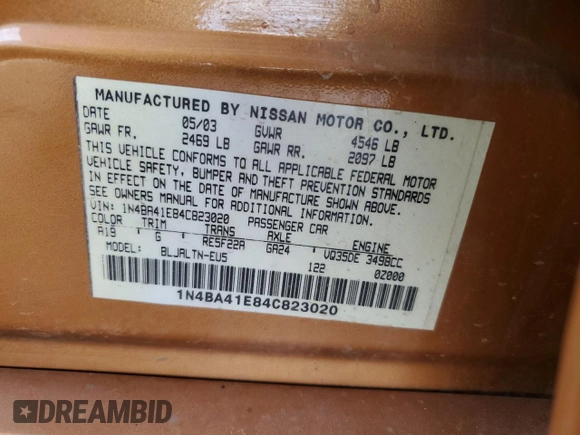 MANUFACTURED BY NISSAN MOTOR CO., LTD.
DATE 05/03 GVWR 4546 LB
GAWR FR. 2469 LB GAWR RR. 2097 LB
THIS VEHICLE CONFORMS TO ALL APPLICABLE FEDERAL MOTOR
VEHICLE SAFETY, BUMPER AND THEFT PREVENTION STANDARDS
IN EFFECT ON THE DATE OF MANUFACTURE SHOWN ABOVE.
SEE OWNERS MANUAL FOR ADDITIONAL INFORMATION.
VIN: 1N4BA41E84C823020 PASSENGER CAR
COLOR TRIM TRANS AXLE ENGINE
A19 G RE5F22A GA24 VQ35DE 3498CC
MODEL: BLJALTN-EU5 122 0Z000
1N4BA41E84C823020
DREAMBID